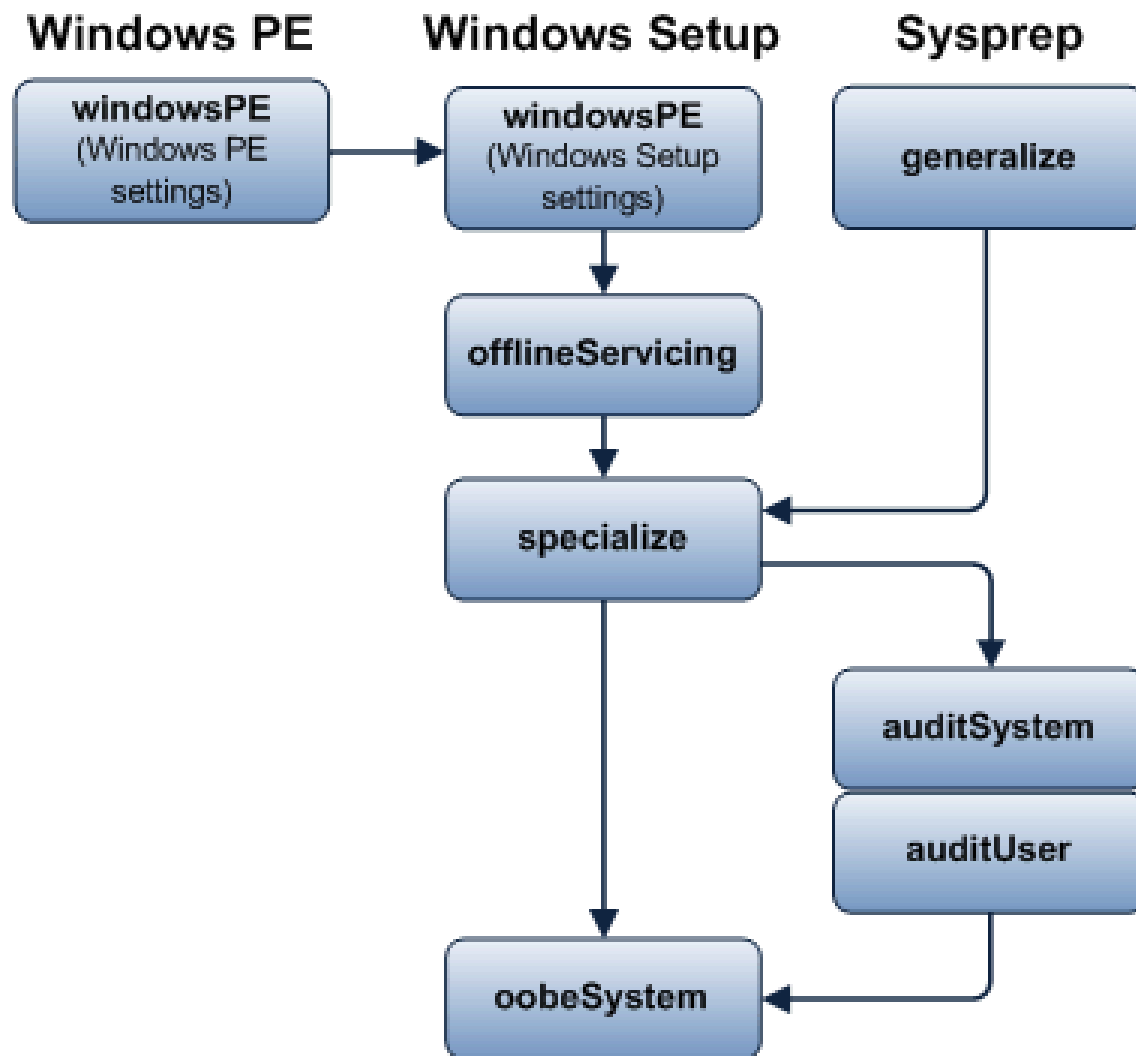 Windows PE
Windows Setup
Sysprep
windowsPE
(Windows PE
settings)
windowsPE
(Windows Setup
settings)
generalize
offlineServicing
specialize
auditSystem
auditUser
oobeSystem